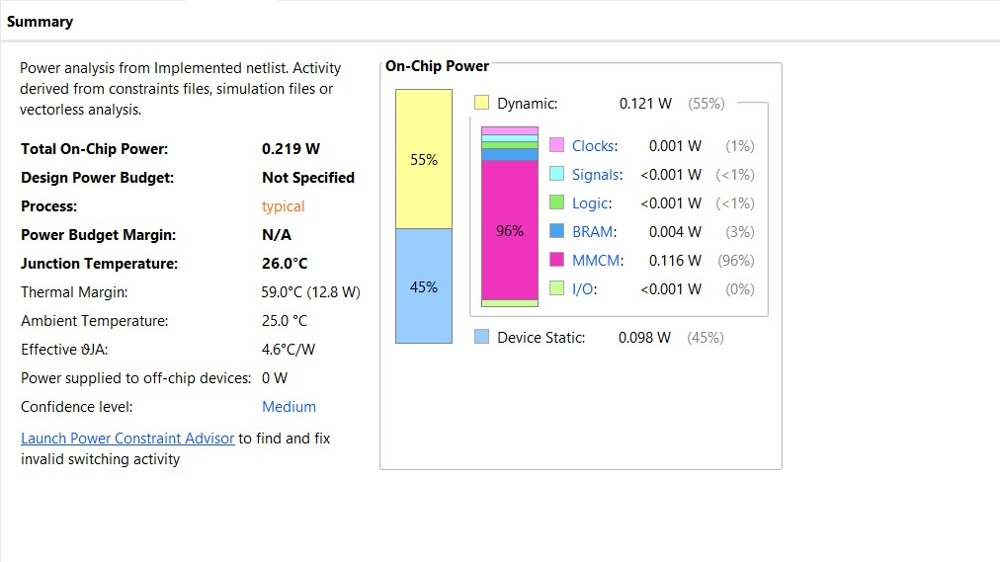 Summary
Power analysis from Implemented netlist. Activity
derived from constraints files, simulation files or
vectorless analysis.
Total On-Chip Power: 0.219 W
Design Power Budget: Not Specified
Process: typical
Power Budget Margin: N/A
Junction Temperature: 26.0°C
Thermal Margin: 59.0°C (12.8 W)
Ambient Temperature: 25.0 °C
Effective ϑJA: 4.6°C/W
Power supplied to off-chip devices: 0 W
Confidence level: Medium
Launch Power Constraint Advisor to find and fix
invalid switching activity
On-Chip Power
55%
45%
Dynamic: 0.121 W (55%)
96%
Clocks: 0.001 W (1%)
Signals: <0.001 W (<1%)
Logic: <0.001 W (<1%)
BRAM: 0.004 W (3%)
MMCM: 0.116 W (96%)
I/O: <0.001 W (0%)
Device Static: 0.098 W (45%)